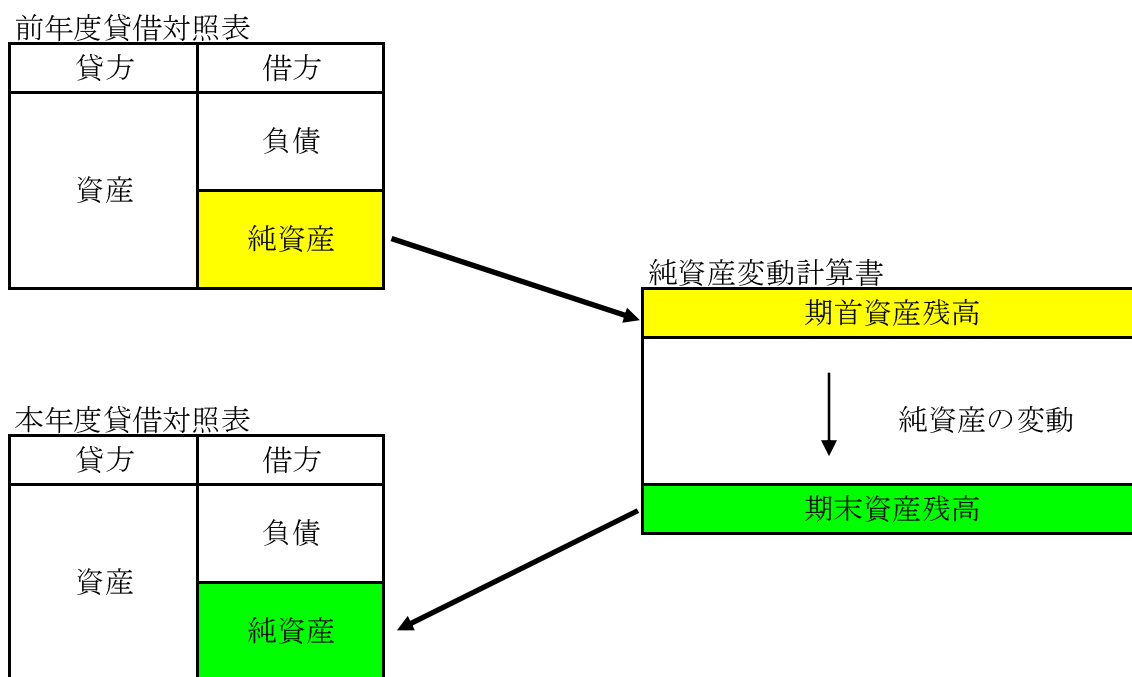 前年度貸借対照表
貸方 借方
負債
資産
純資産
純資産変動計算書
期首資産残高
純資産の変動
期末資産残高
本年度貸借対照表
貸方 借方
負債
資産
純資産